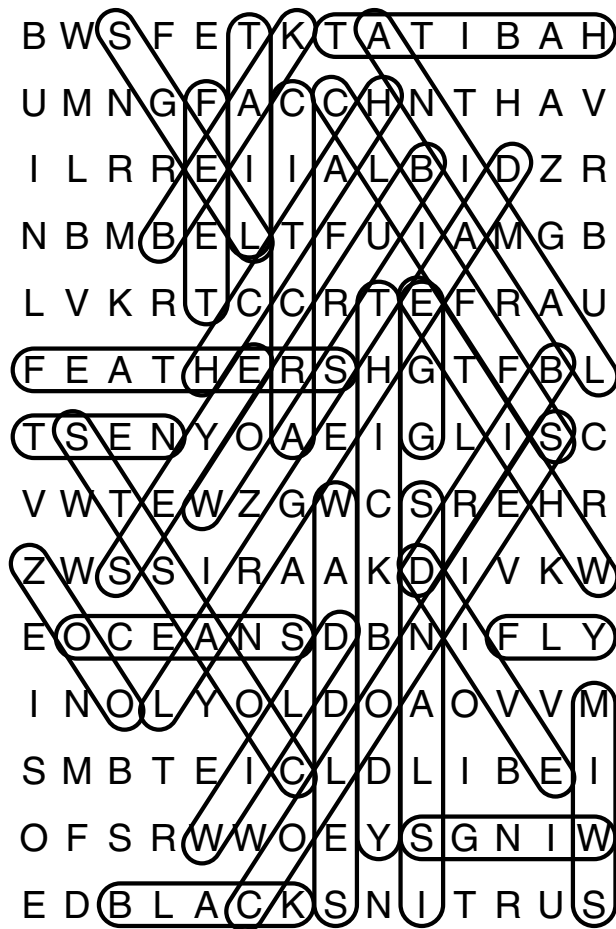 B W S F E T K T A T I B A H
U M N G F A C C H N T H A V
I L R R E I I A L B I D Z R
N B M B E L T F U I A M G B
L V K R T C C R T E F R A U
F E A T H E R S H G T F B L
T S E N Y O A E I G L I S C
V W T E W Z G W C S R E H R
Z W S S I R A A K D I V K W
E O C E A N S D B N I F L Y
I N O L Y O L D O A O V V M
S M B T E I C L D L I B E I
O F S R W W O E Y S G N I W
E D B L A C K S N I T R U S